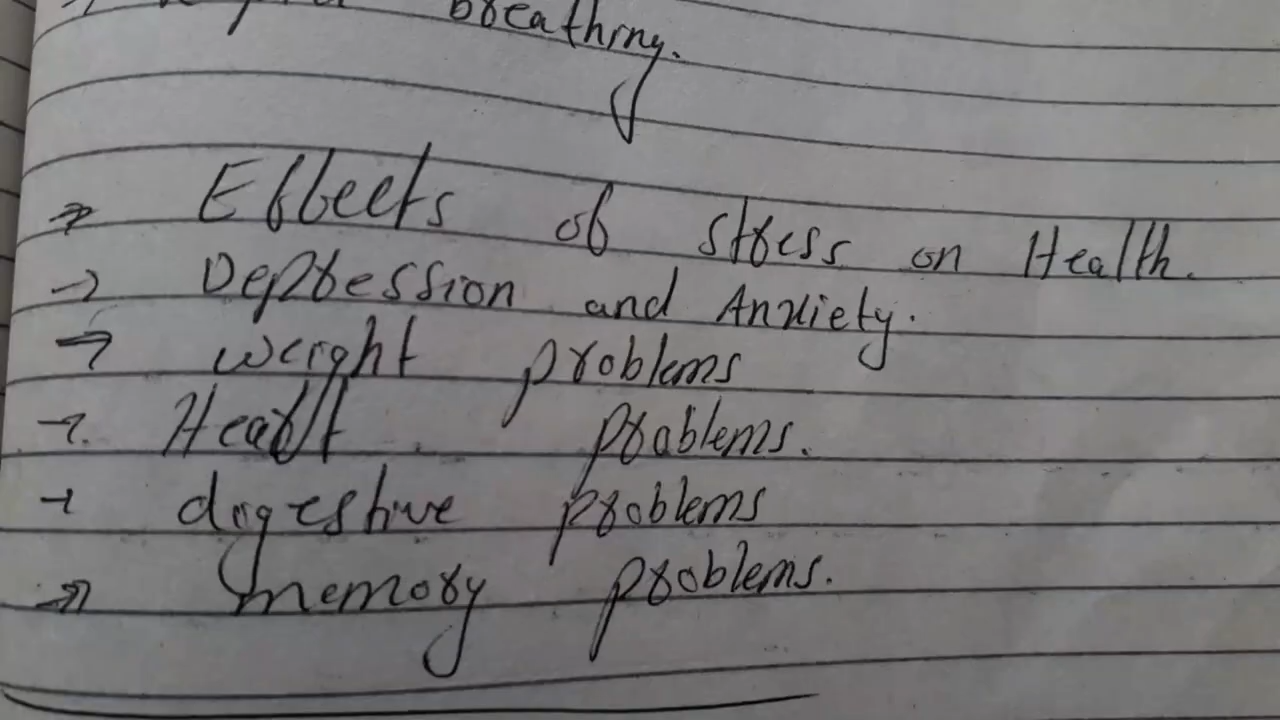 breathing.
⇒ Effects of stress on Health.
→ Depression and Anxiety.
⇒ weight problems
→ Heart problems.
→ digestive problems
⇒ memory problems.